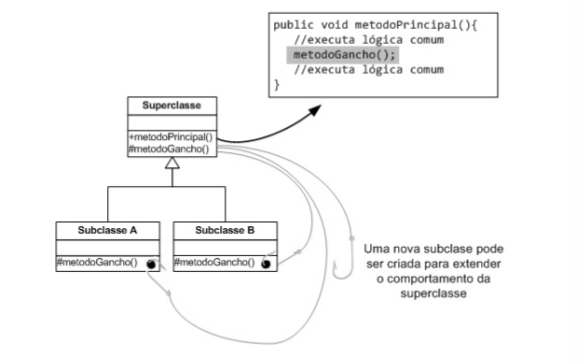 public void metodoPrincipal(){
//executa lógica comum
metodoGancho();
//executa lógica comum
}
Superclasse
+metodoPrincipal()
#metodoGancho()
Subclasse A
#metodoGancho()
Subclasse B
#metodoGancho()
Uma nova subclase pode
ser criada para extender
o comportamento da
superclasse